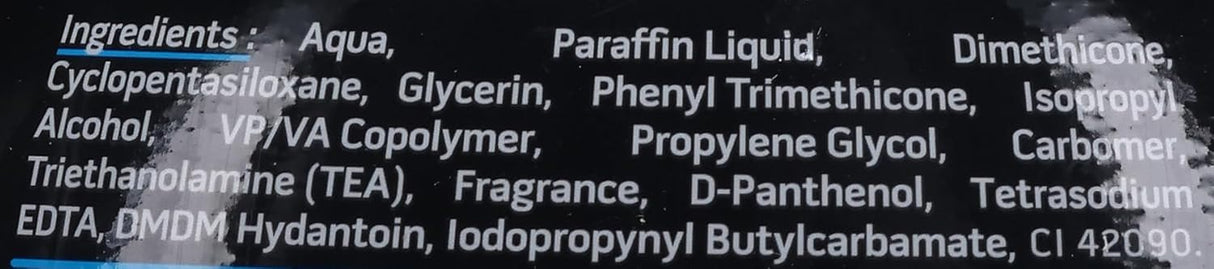 Ingredients : Aqua, Paraffin Liquid, Dimethicone,
Cyclopentasiloxane, Glycerin, Phenyl Trimethicone, Isopropyl
Alcohol, VP/VA Copolymer, Propylene Glycol, Carbomer,
Triethanolamine (TEA), Fragrance, D-Panthenol, Tetrasodium
EDTA, DMDM Hydantoin, Iodopropynyl Butylcarbamate, CI 42090.